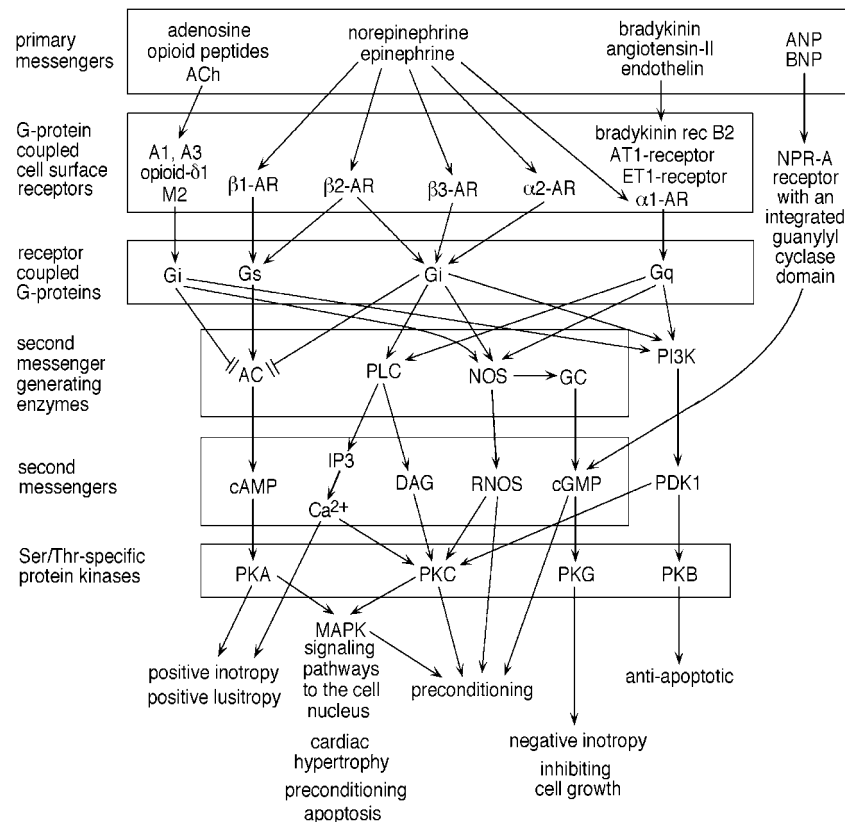 primary
messengers
adenosine
opioid peptides
ACh
norepinephrine
epinephrine
bradykinin
angiotensin-II
endothelin
ANP
BNP
G-protein
coupled
cell surface
receptors
A1, A3
opioid-δ1
M2
β1-AR
β2-AR
β3-AR
α2-AR
bradykinin rec B2
AT1-receptor
ET1-receptor
α1-AR
NPR-A
receptor
with an
integrated
guanylyl
cyclase
domain
receptor
coupled
G-proteins
Gi
Gs
Gi
Gq
second
messenger
generating
enzymes
AC
PLC
NOS
GC
PI3K
second
messengers
cAMP
IP3
Ca²⁺
DAG
RNOS
cGMP
PDK1
Ser/Thr-specific
protein kinases
PKA
PKC
PKG
PKB
positive inotropy
positive lusitropy
MAPK
signaling
pathways
to the cell
nucleus
cardiac
hypertrophy
preconditioning
apoptosis
preconditioning
negative inotropy
inhibiting
cell growth
anti-apoptotic